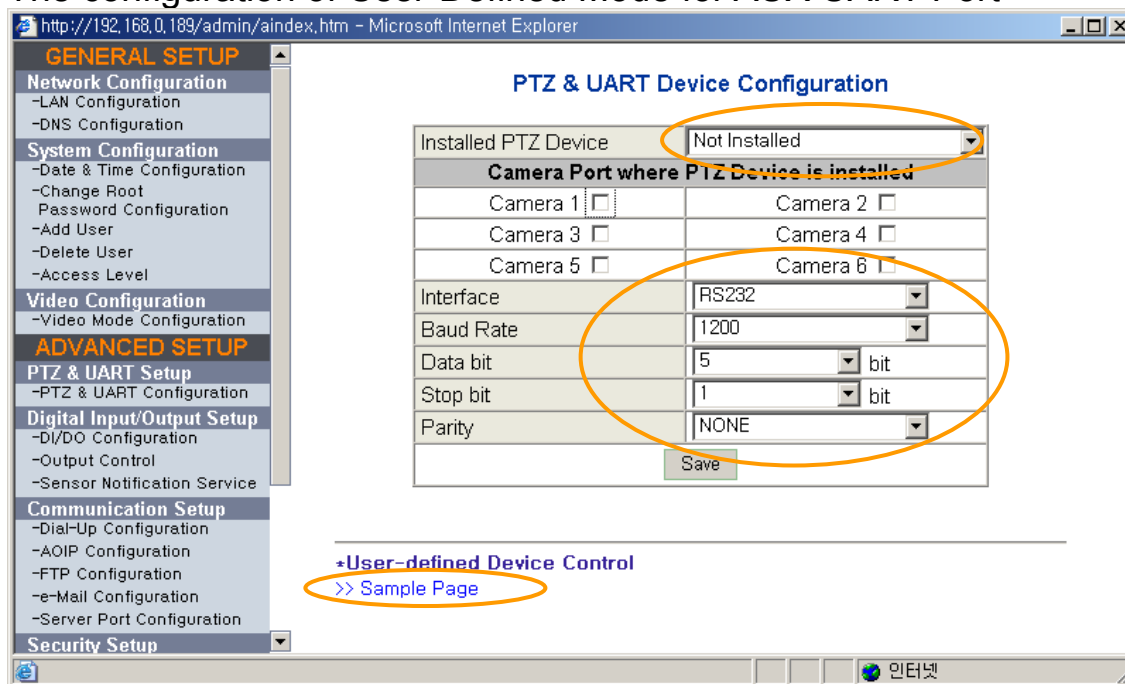 http://192,168,0,189/admin/aindex,htm - Microsoft Internet Explorer
GENERAL SETUP
Network Configuration
-LAN Configuration
-DNS Configuration
System Configuration
-Date & Time Configuration
-Change Root
Password Configuration
-Add User
-Delete User
-Access Level
Video Configuration
-Video Mode Configuration
ADVANCED SETUP
PTZ & UART Setup
-PTZ & UART Configuration
Digital Input/Output Setup
-DI/DO Configuration
-Output Control
-Sensor Notification Service
Communication Setup
-Dial-Up Configuration
-AOIP Configuration
-FTP Configuration
-e-Mail Configuration
-Server Port Configuration
Security Setup
PTZ & UART Device Configuration
Installed PTZ Device Not Installed
Camera Port where PTZ Device is installed
Camera 1 Camera 2
Camera 3 Camera 4
Camera 5 Camera 6
Interface RS232
Baud Rate 1200
Data bit 5 bit
Stop bit 1 bit
Parity NONE
Save
*User-defined Device Control
>> Sample Page
인터넷